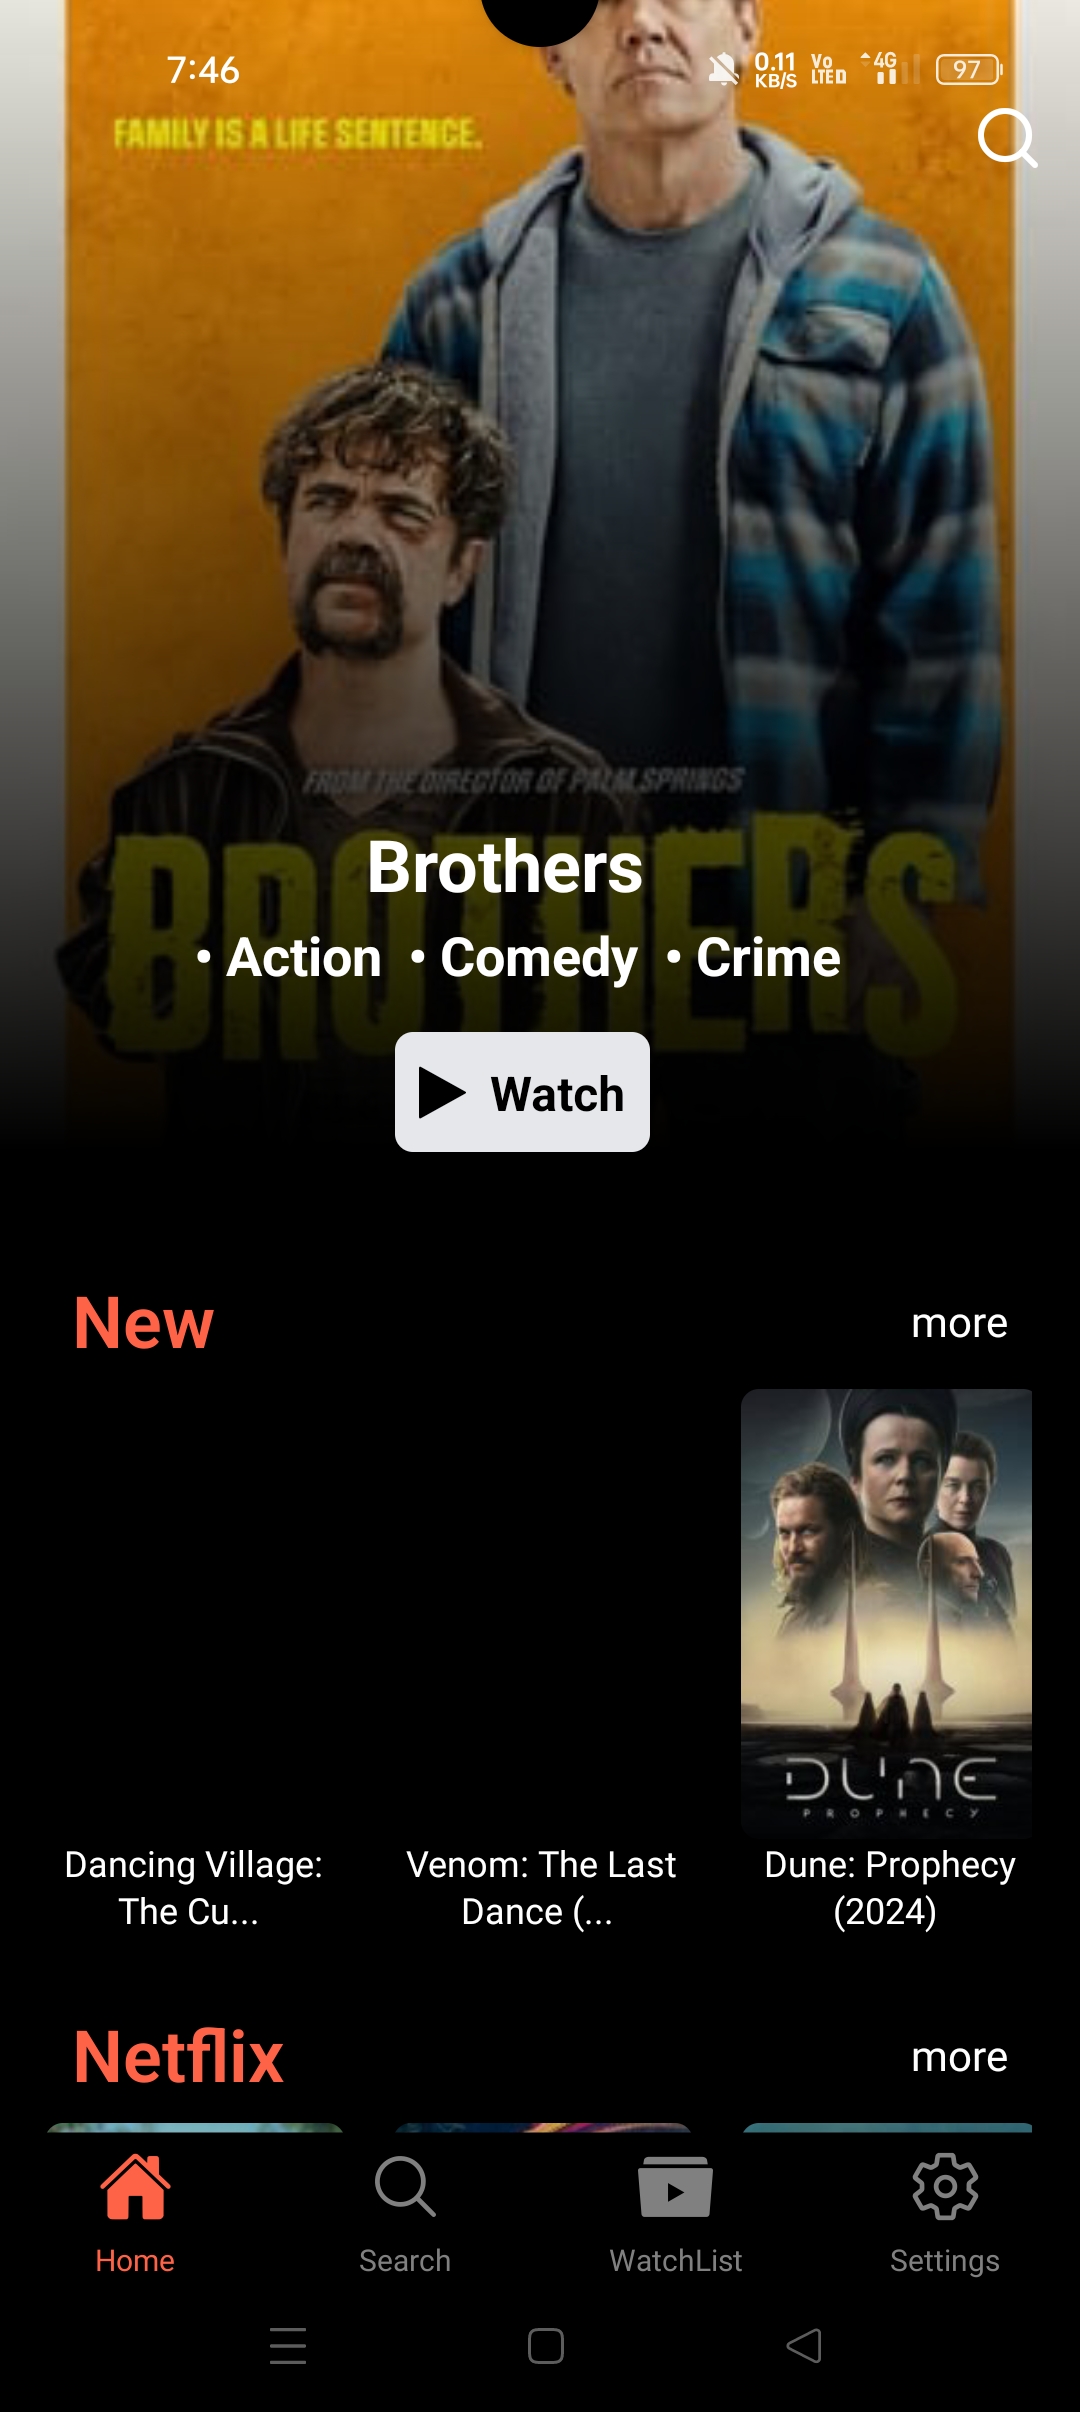 7:46
0.11
KB/S
Vo
LTE D
4G
97
FAMILY IS A LIFE SENTENCE.
FROM THE DIRECTOR OF PALM SPRINGS
BROTHERS
Brothers
• Action • Comedy • Crime
Watch
New
more
DUNE
PROPHECY
Dancing Village:
The Cu...
Venom: The Last
Dance (...
Dune: Prophecy
(2024)
Netflix
more
Home
Search
WatchList
Settings